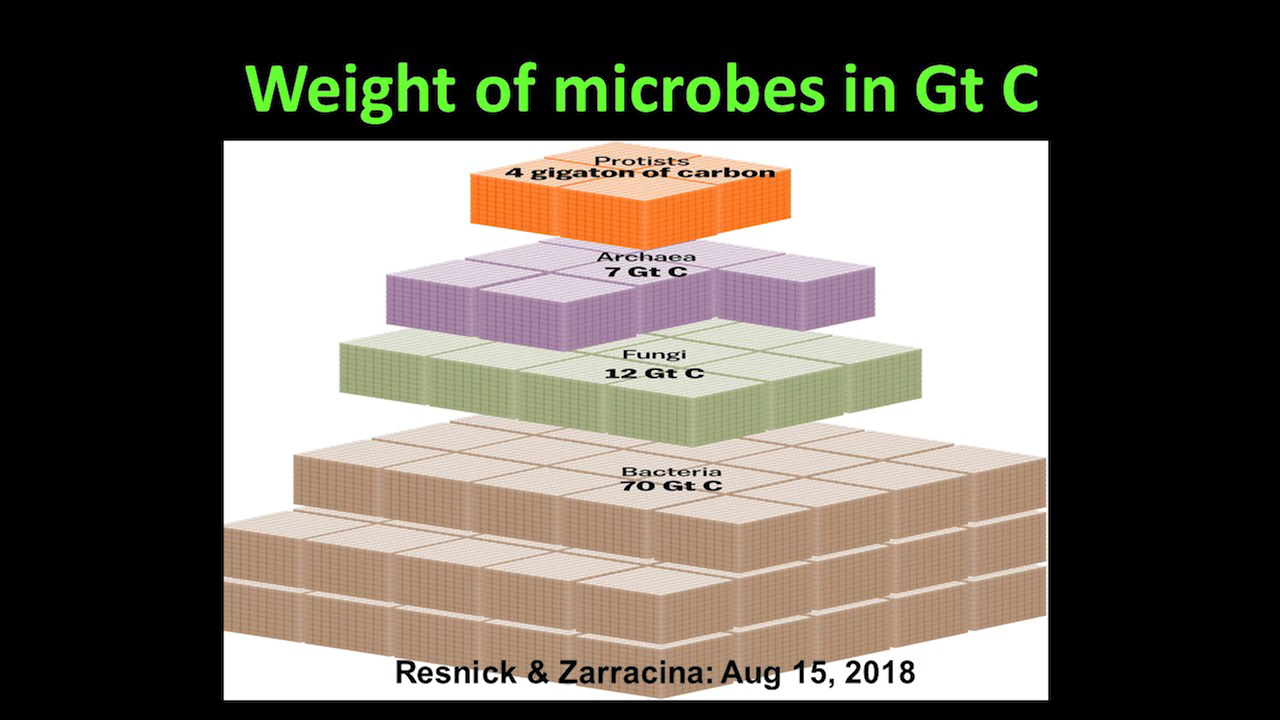 Weight of microbes in Gt C
Protists
4 gigaton of carbon
Archaea
7 Gt C
Fungi
12 Gt C
Bacteria
70 Gt C
Resnick & Zarracina: Aug 15, 2018